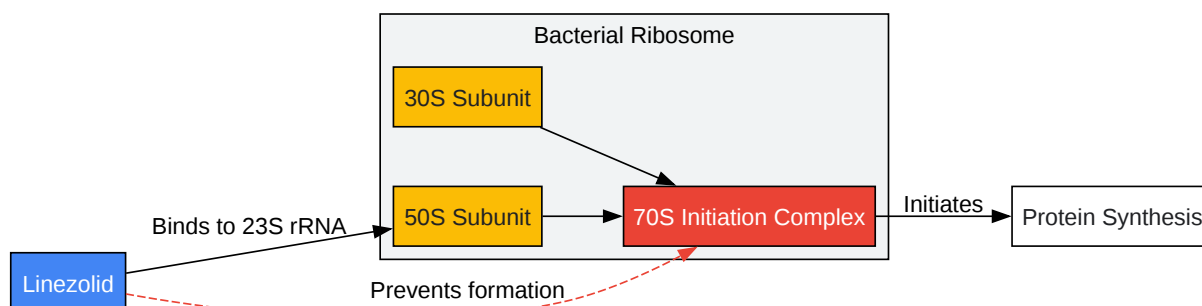 Bacterial Ribosome
30S Subunit
50S Subunit
70S Initiation Complex
Initiates
Protein Synthesis
Binds to 23S rRNA
Linezolid
Prevents formation